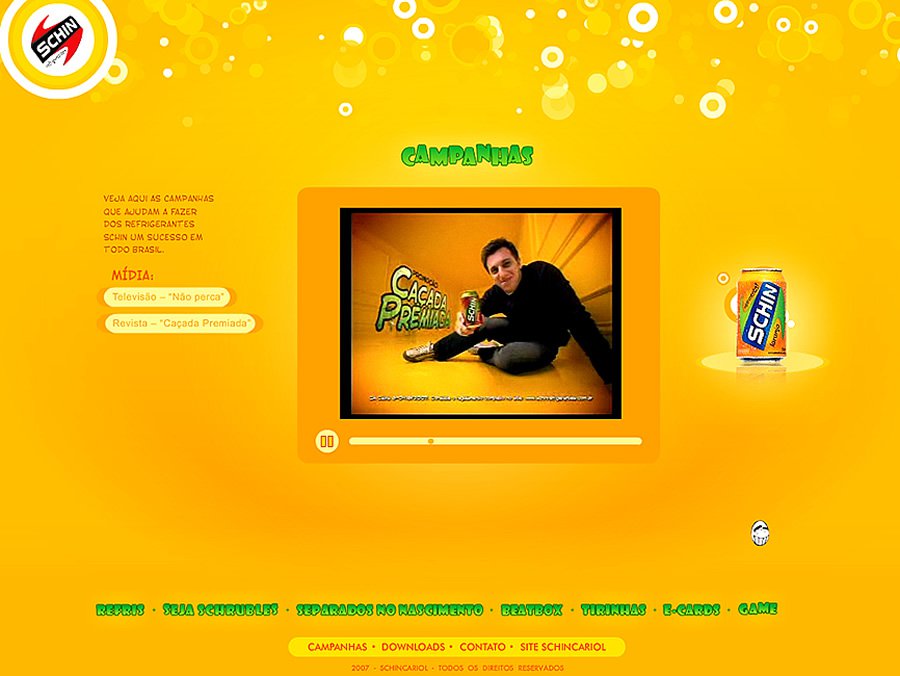 SCHIN
CAMPANHAS
VEJA AQUI AS CAMPANHAS
QUE AJUDAM A FAZER
DOS REFRIGERANTES
SCHIN UM SUCESSO EM
TODO BRASIL.
MÍDIA:
Televisão – "Não perca"
Revista – "Caçada Premiada"
PROMOÇÃO
CAÇADA
PREMIADA
SCHIN
laranja
REFRIS • SEJA SCHRUBLES • SEPARADOS NO NASCIMENTO • BEATBOX • TIRINHAS • E-CARDS • GAME
CAMPANHAS • DOWNLOADS • CONTATO • SITE SCHINCARIOL
2007 - SCHINCARIOL - TODOS OS DIREITOS RESERVADOS